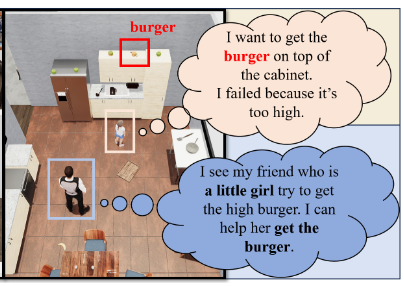 burger
I want to get the
burger on top of
the cabinet.
I failed because it's
too high.
I see my friend who is
a little girl try to get
the high burger. I can
help her get the
burger.